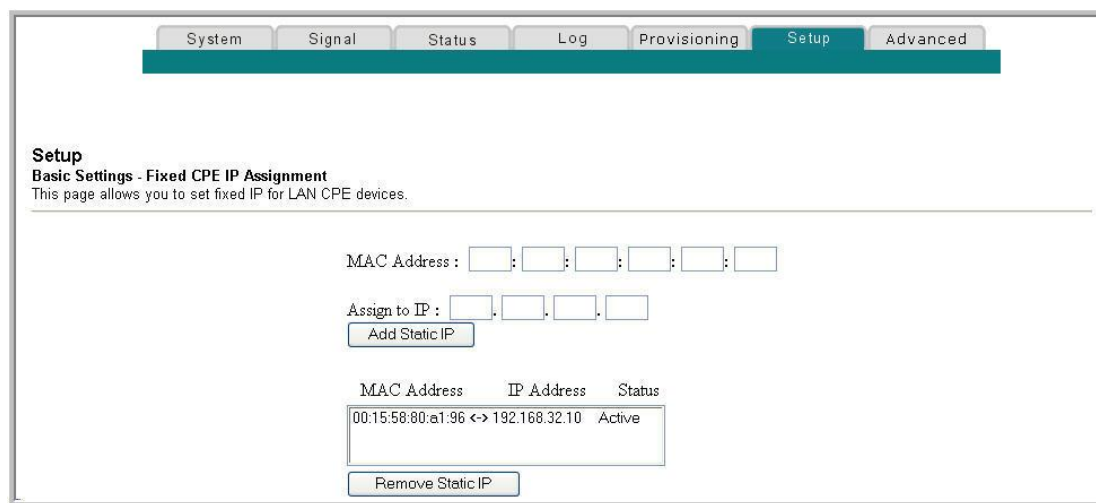 System Signal Status Log Provisioning Setup Advanced
Setup
Basic Settings - Fixed CPE IP Assignment
This page allows you to set fixed IP for LAN CPE devices.
MAC Address : : : : : :
Assign to IP : . . .
Add Static IP
MAC Address IP Address Status
00:15:58:80:a1:96 <-> 192.168.32.10 Active
Remove Static IP